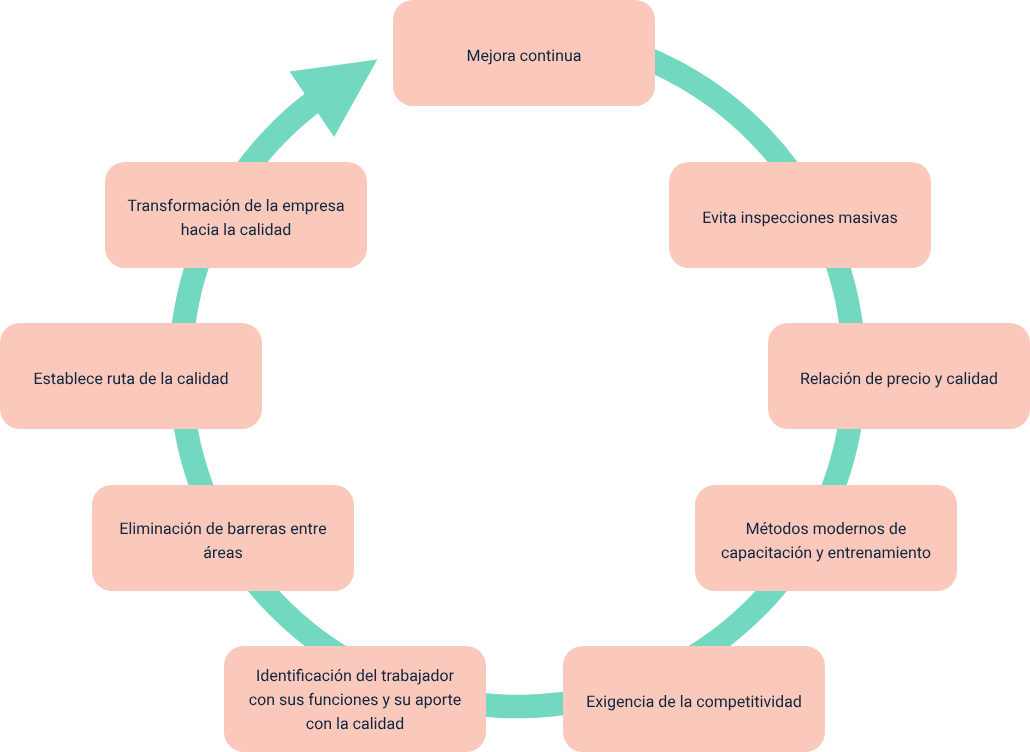 Mejora continua
Evita inspecciones masivas
Relación de precio y calidad
Métodos modernos de
capacitación y entrenamiento
Exigencia de la competitividad
Identificación del trabajador
con sus funciones y su aporte
con la calidad
Eliminación de barreras entre
áreas
Establece ruta de la calidad
Transformación de la empresa
hacia la calidad